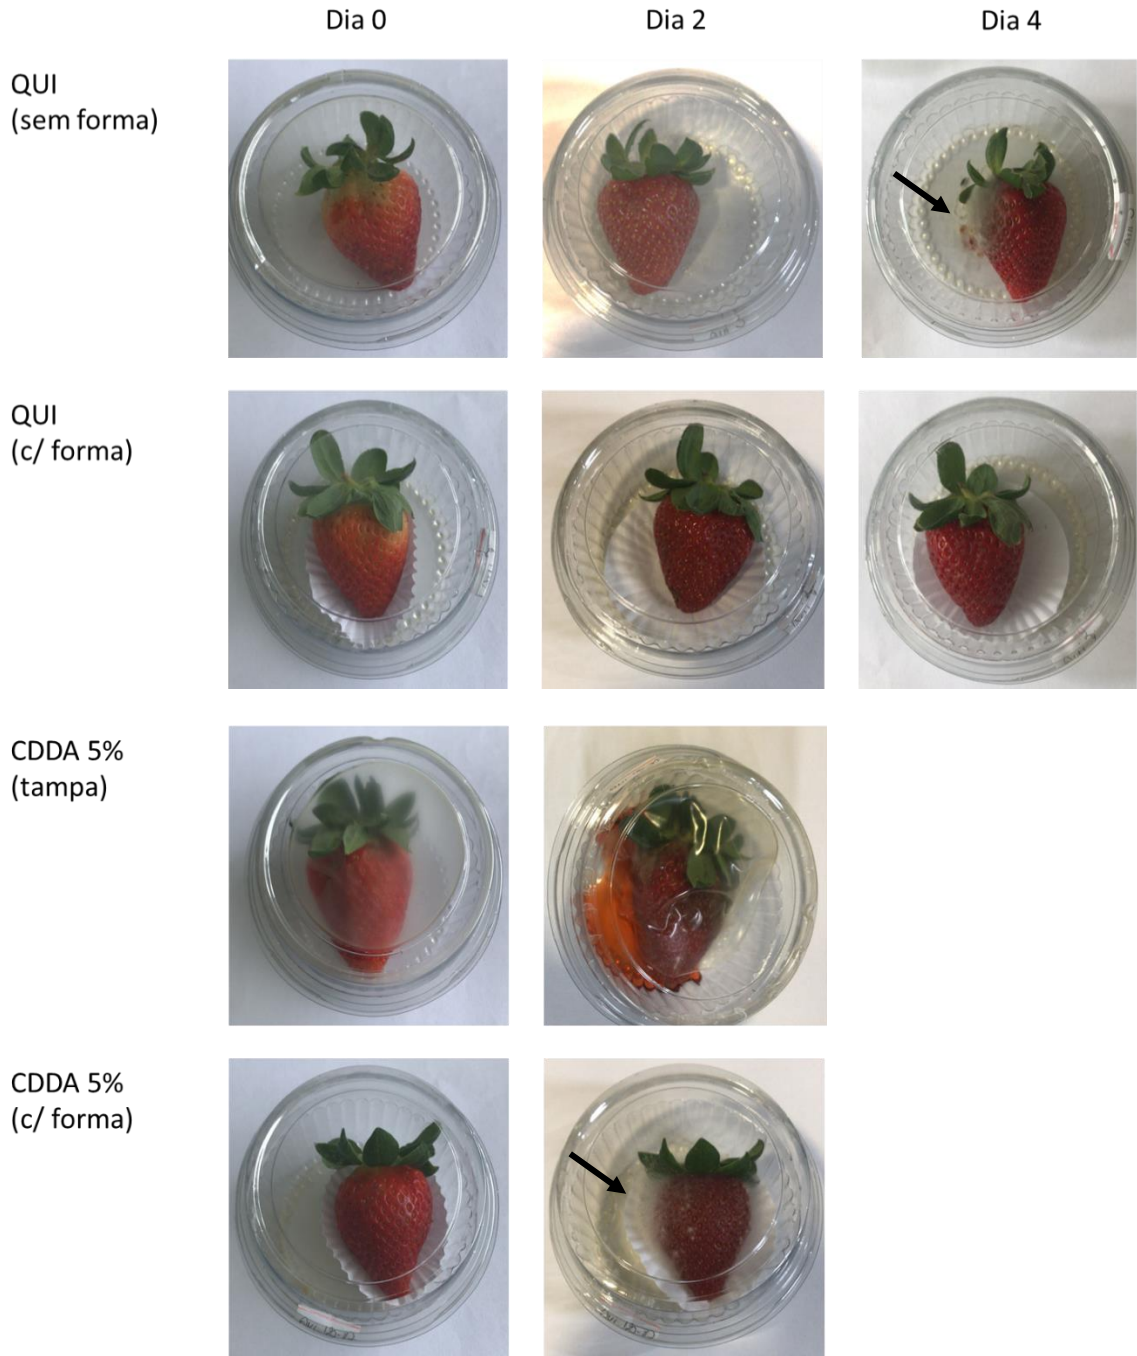 Dia 0
Dia 2
Dia 4
QUI
(sem forma)
QUI
(c/ forma)
CDDA 5%
(tampa)
CDDA 5%
(c/ forma)